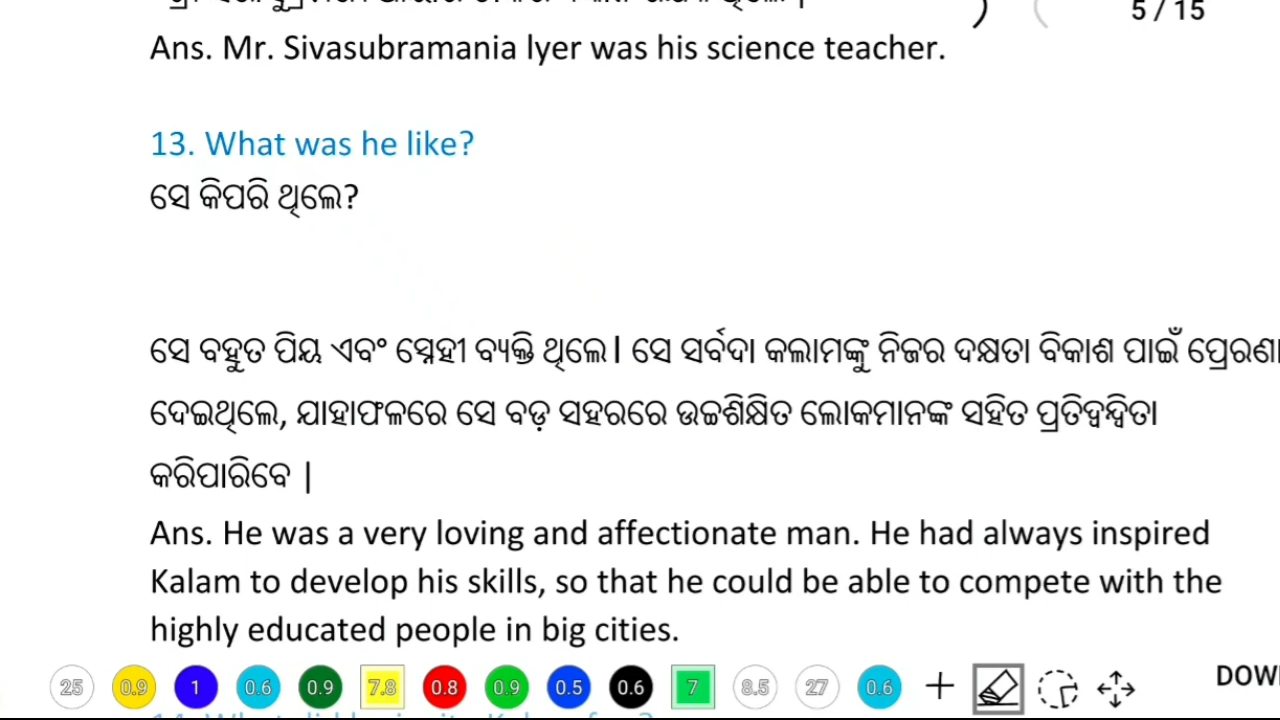 5 / 15
Ans. Mr. Sivasubramania Iyer was his science teacher.
13. What was he like?
ସେ କିପରି ଥିଲେ?
ସେ ବହୁତ ପିୟ ଏବଂ ସ୍ନେହୀ ବ୍ୟକ୍ତି ଥିଲେ। ସେ ସର୍ବଦା କଲାମଙ୍କୁ ନିଜର ଦକ୍ଷତା ବିକାଶ ପାଇଁ ପ୍ରେରଣା
ଦେଇଥିଲେ, ଯାହାଫଳରେ ସେ ବଡ଼ ସହରରେ ଉଚ୍ଚଶିକ୍ଷିତ ଲୋକମାନଙ୍କ ସହିତ ପ୍ରତିଦ୍ୱନ୍ଦ୍ୱିତା
କରିପାରିବେ |
Ans. He was a very loving and affectionate man. He had always inspired
Kalam to develop his skills, so that he could be able to compete with the
highly educated people in big cities.
25 0.9 1 0.6 0.9 7.8 0.8 0.9 0.5 0.6 7 8.5 27 0.6 DOW